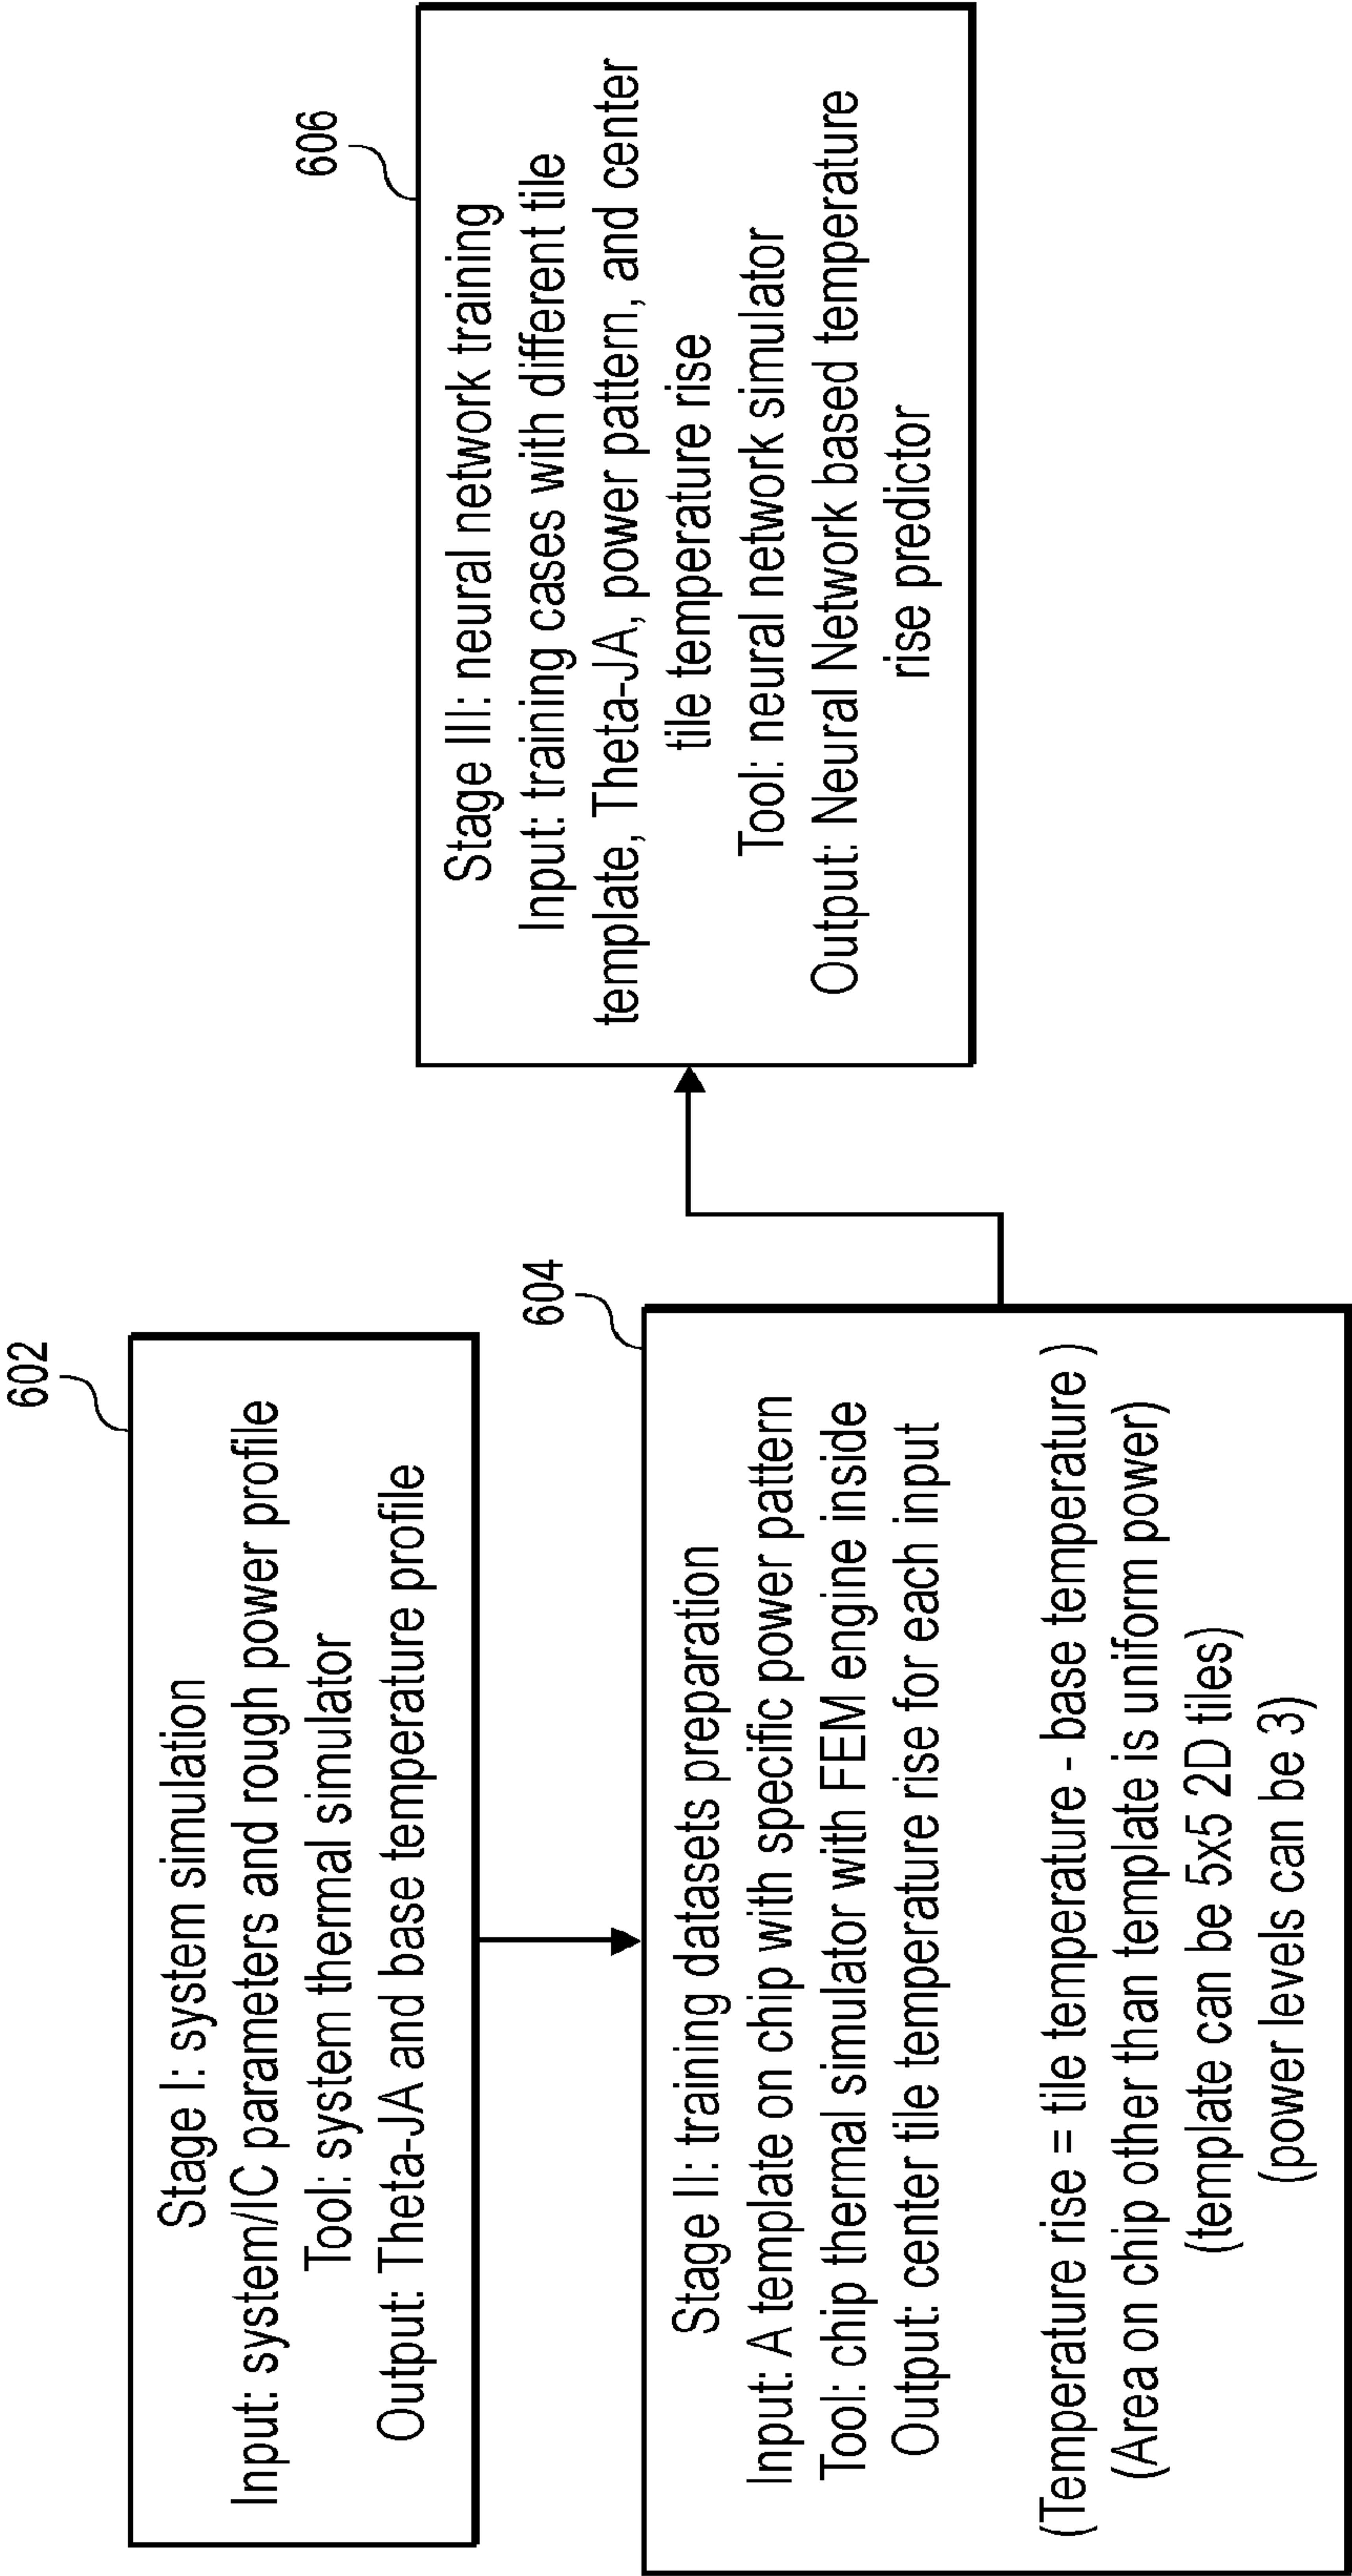 602
Stage I: system simulation
Input: system/IC parameters and rough power profile
Tool: system thermal simulator
Output: Theta-JA and base temperature profile
604
Stage II: training datasets preparation
Input: A template on chip with specific power pattern
Tool: chip thermal simulator with FEM engine inside
Output: center tile temperature rise for each input
(Temperature rise = tile temperature - base temperature )
(Area on chip other than template is uniform power)
(template can be 5x5 2D tiles)
(power levels can be 3)
606
Stage III: neural network training
Input: training cases with different tile
template, Theta-JA, power pattern, and center
tile temperature rise
Tool: neural network simulator
Output: Neural Network based temperature
rise predictor